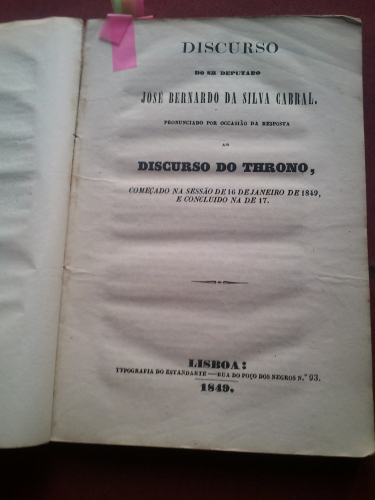 DISCURSO
DO SR DEPUTADO
JOSÉ BERNARDO DA SILVA CABRAL.
PRONUNCIADO POR OCCASIÃO DA RESPOSTA
AO
DISCURSO DO THRONO,
COMEÇADO NA SESSÃO DE 16 DE JANEIRO DE 1849,
E CONCLUIDO NA DE 17.
LISBOA:
TYPOGRAFIA DO ESTANDARTE—RUA DO POÇO DOS NEGROS N.º 93.
1849.